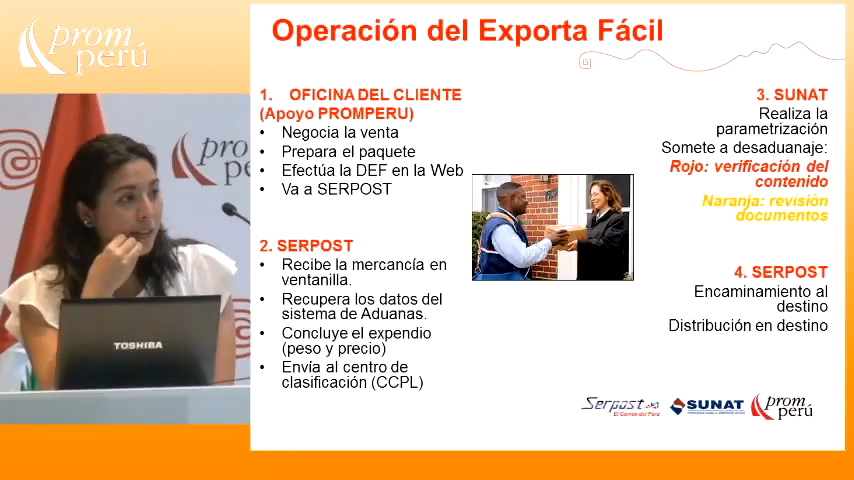 prom
perú
prom
perú
TOSHIBA
Operación del Exporta Fácil
1. OFICINA DEL CLIENTE
(Apoyo PROMPERU)
• Negocia la venta
• Prepara el paquete
• Efectúa la DEF en la Web
• Va a SERPOST
2. SERPOST
• Recibe la mercancía en
ventanilla.
• Recupera los datos del
sistema de Aduanas.
• Concluye el expendio
(peso y precio)
• Envía al centro de
clasificación (CCPL)
3. SUNAT
Realiza la
parametrización
Somete a desaduanaje:
Rojo: verificación del
contenido
Naranja: revisión
documentos
4. SERPOST
Encaminamiento al
destino
Distribución en destino
Serpost
El Correo del Perú
SUNAT
prom
perú